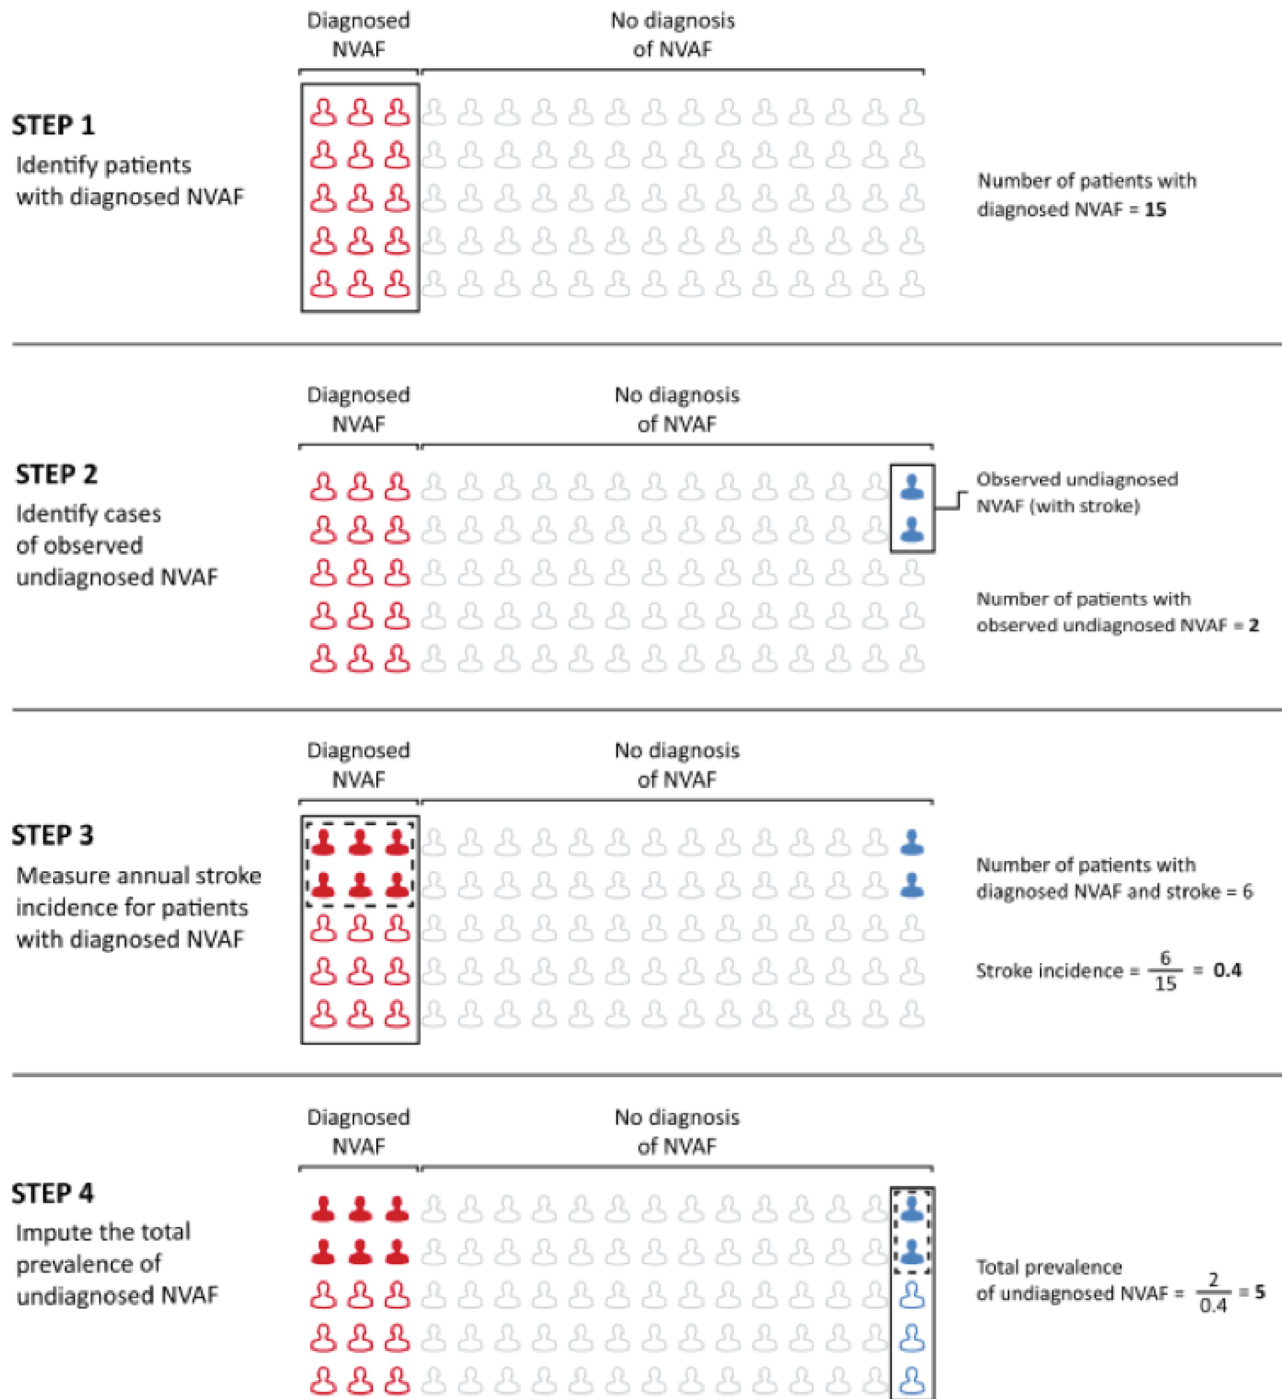 Diagnosed
NVAF
No diagnosis
of NVAF
STEP 1
Identify patients
with diagnosed NVAF
Number of patients with
diagnosed NVAF = 15
Diagnosed
NVAF
No diagnosis
of NVAF
STEP 2
Identify cases
of observed
undiagnosed NVAF
Observed undiagnosed
NVAF (with stroke)
Number of patients with
observed undiagnosed NVAF = 2
Diagnosed
NVAF
No diagnosis
of NVAF
STEP 3
Measure annual stroke
incidence for patients
with diagnosed NVAF
Number of patients with
diagnosed NVAF and stroke = 6
Stroke incidence = 6/15 = 0.4
Diagnosed
NVAF
No diagnosis
of NVAF
STEP 4
Impute the total
prevalence of
undiagnosed NVAF
Total prevalence
of undiagnosed NVAF = 2/0.4 = 5